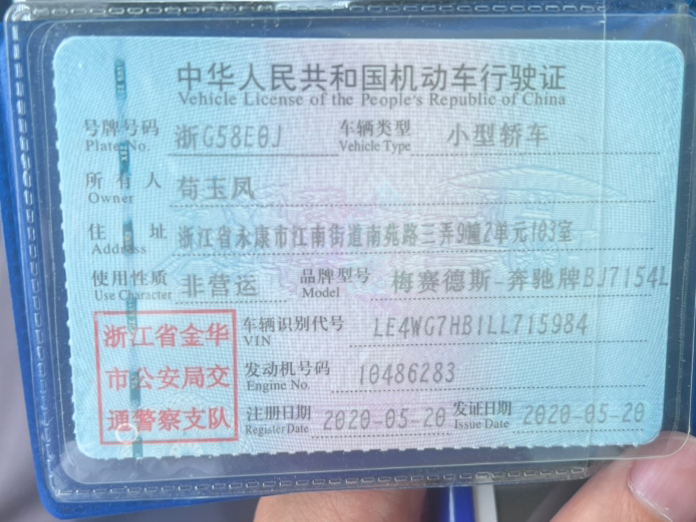 中华人民共和国机动车行驶证
Vehicle License of the People's Republic of China
号牌号码 浙G58E0J 车辆类型 小型轿车
Plate No. Vehicle Type
所有人 苟玉凤
Owner
住址 浙江省永康市江南街道南苑路三弄9幢2单元103室
Address
使用性质 非营运 品牌型号 梅赛德斯-奔驰牌BJ7154L
Use Character Model
浙江省金华
市公安局交
通警察支队
车辆识别代号 LE4WG7HB1LL715984
VIN
发动机号码 10486283
Engine No.
注册日期 2020-05-20 发证日期 2020-05-20
Register Date Issue Date